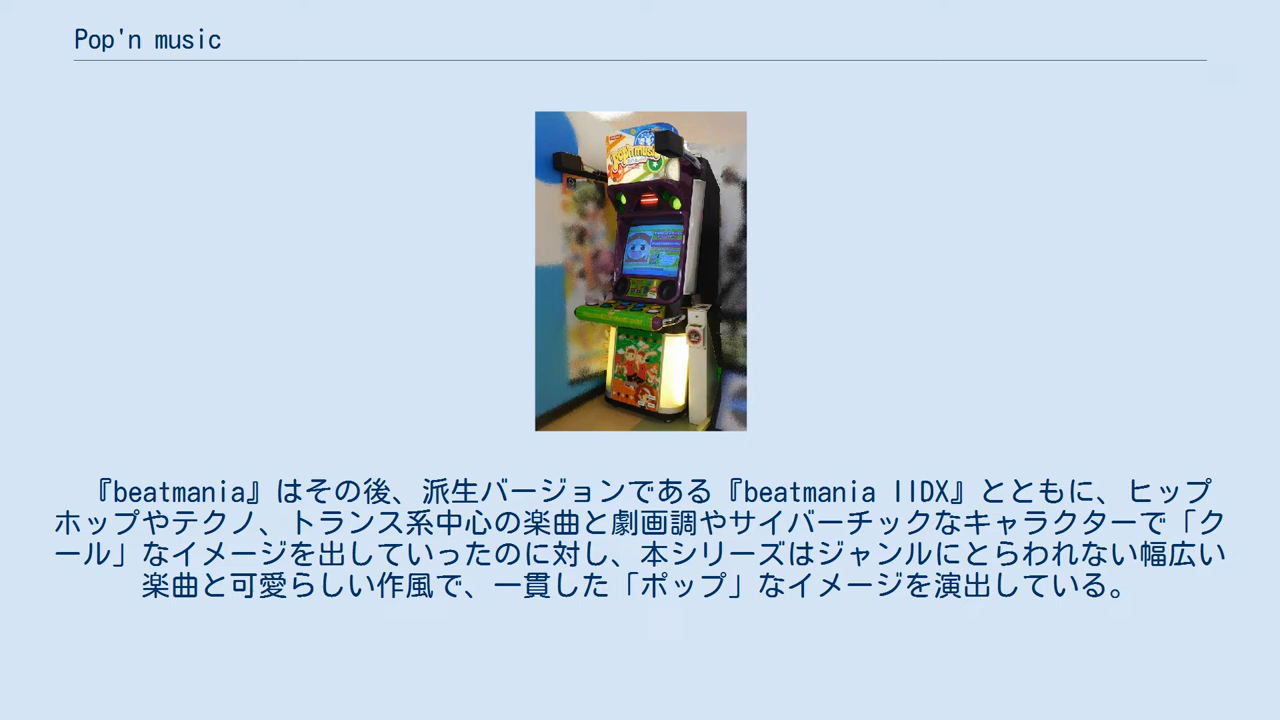 Pop'n music
pop'n music
『beatmania』はその後、派生バージョンである『beatmania IIDX』とともに、ヒップ
ホップやテクノ、トランス系中心の楽曲と劇画調やサイバーチックなキャラクターで「ク
ール」なイメージを出していったのに対し、本シリーズはジャンルにとらわれない幅広い
楽曲と可愛らしい作風で、一貫した「ポップ」なイメージを演出している。